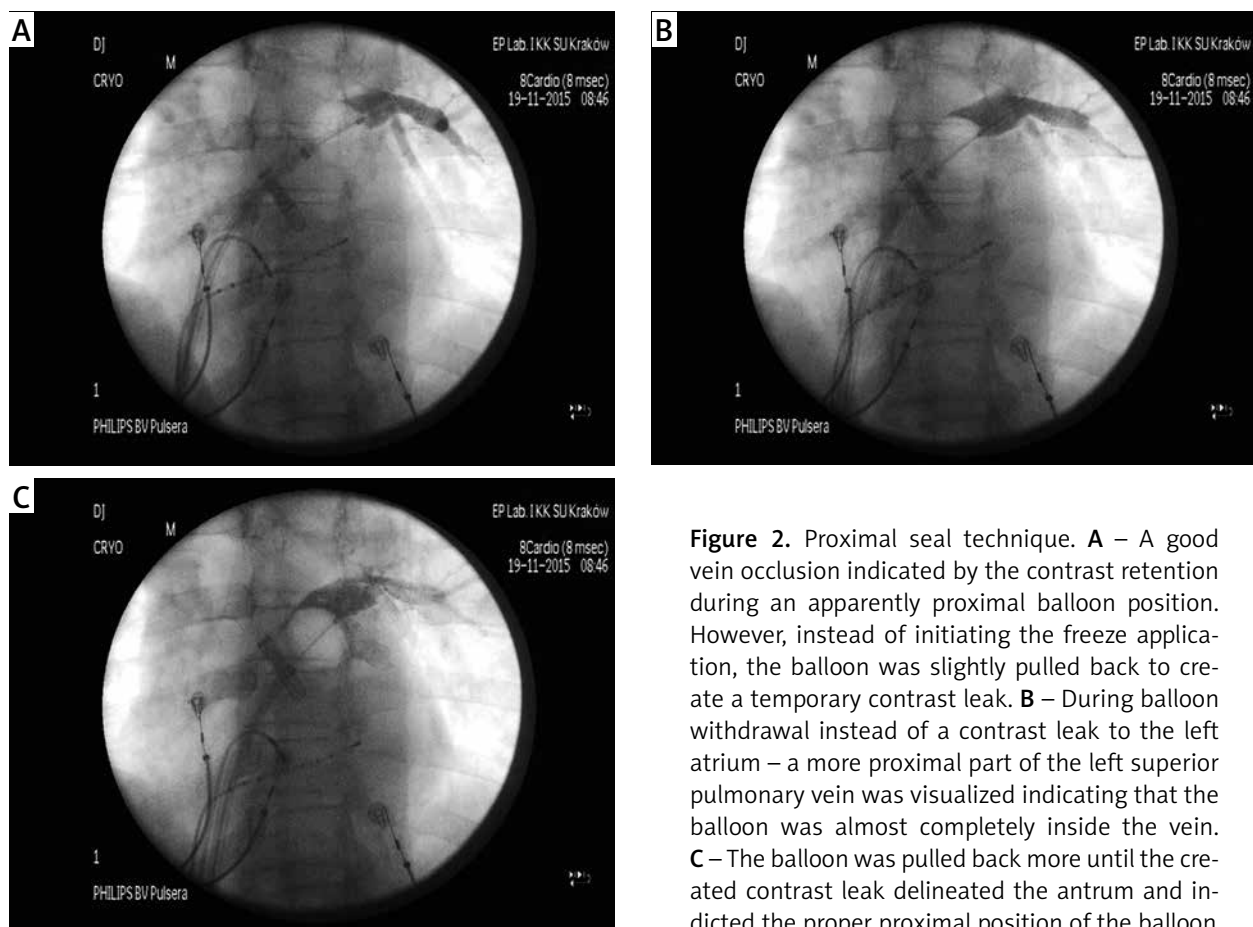 A
DJ
M
CRYO
EP Lab. I KK SU Kraków
8Cardio (8 msec)
19-11-2015 08:46
1
PHILIPS BV Pulsera
B
DJ
M
CRYO
EP Lab. I KK SU Kraków
8Cardio (8 msec)
19-11-2015 08:46
1
PHILIPS BV Pulsera
C
DJ
M
CRYO
EP Lab. I KK SU Kraków
8Cardio (8 msec)
19-11-2015 08:46
1
PHILIPS BV Pulsera
Figure 2. Proximal seal technique. A – A good
vein occlusion indicated by the contrast retention
during an apparently proximal balloon position.
However, instead of initiating the freeze applica-
tion, the balloon was slightly pulled back to cre-
ate a temporary contrast leak. B – During balloon
withdrawal instead of a contrast leak to the left
atrium – a more proximal part of the left superior
pulmonary vein was visualized indicating that the
balloon was almost completely inside the vein.
C – The balloon was pulled back more until the cre-
ated contrast leak delineated the antrum and in-
dicted the proper proximal position of the balloon